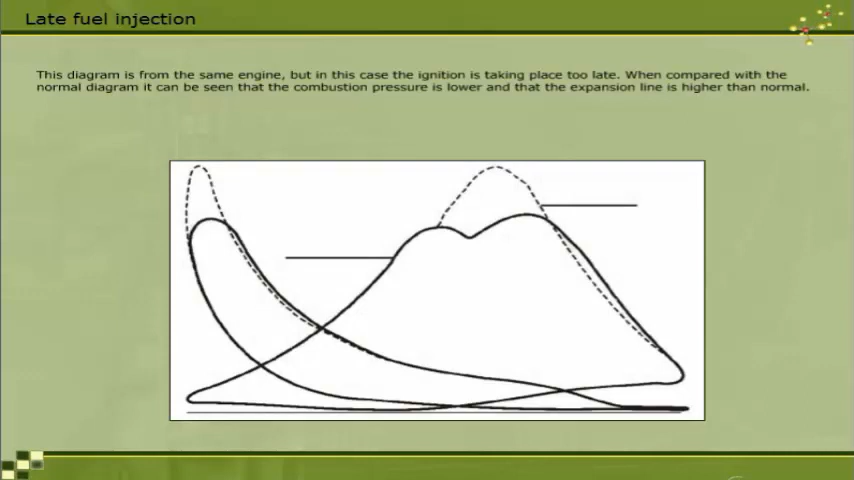 Late fuel injection
This diagram is from the same engine, but in this case the ignition is taking place too late. When compared with the
normal diagram it can be seen that the combustion pressure is lower and that the expansion line is higher than normal.